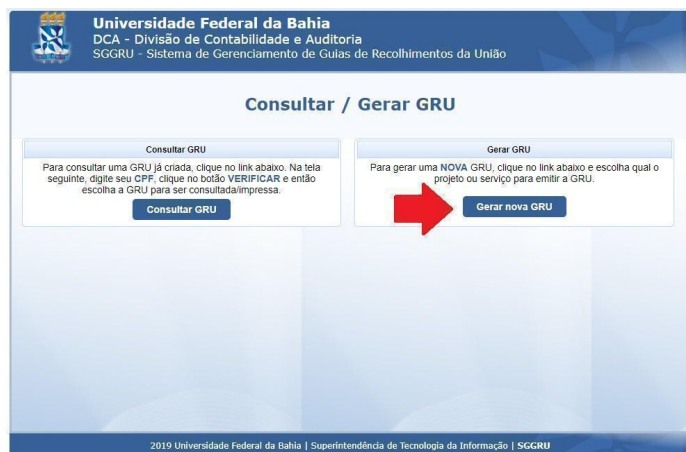 Universidade Federal da Bahia
DCA - Divisão de Contabilidade e Auditoria
SGGRU - Sistema de Gerenciamento de Guias de Recolhimentos da União
Consultar / Gerar GRU
Consultar GRU
Para consultar uma GRU já criada, clique no link abaixo. Na tela
seguinte, digite seu CPF, clique no botão VERIFICAR e então
escolha a GRU para ser consultada/impressa.
Consultar GRU
Gerar GRU
Para gerar uma NOVA GRU, clique no link abaixo e escolha qual o
projeto ou serviço para emitir a GRU.
Gerar nova GRU
2019 Universidade Federal da Bahia | Superintendência de Tecnologia da Informação | SGGRU